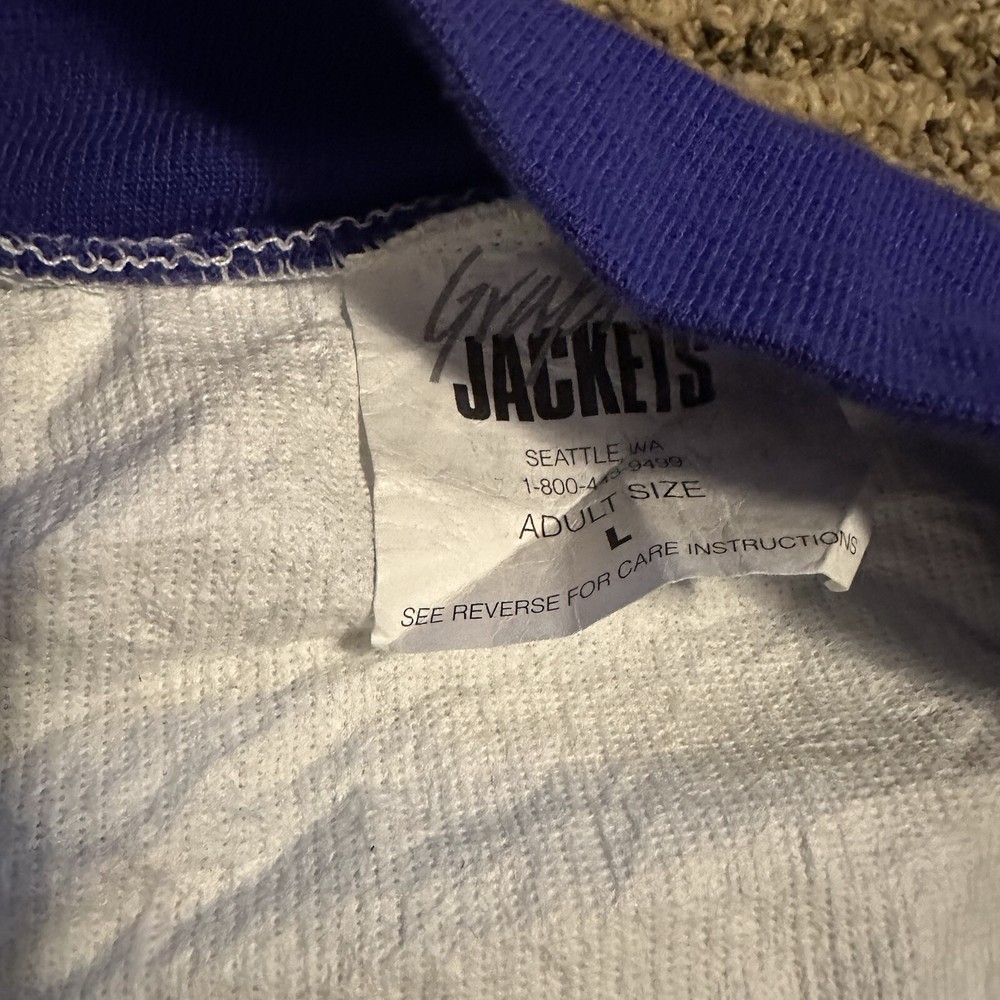 JACKETS
SEATTLE, WA
ADULT SIZE
L
SEE REVERSE FOR CARE INSTRUCTIONS